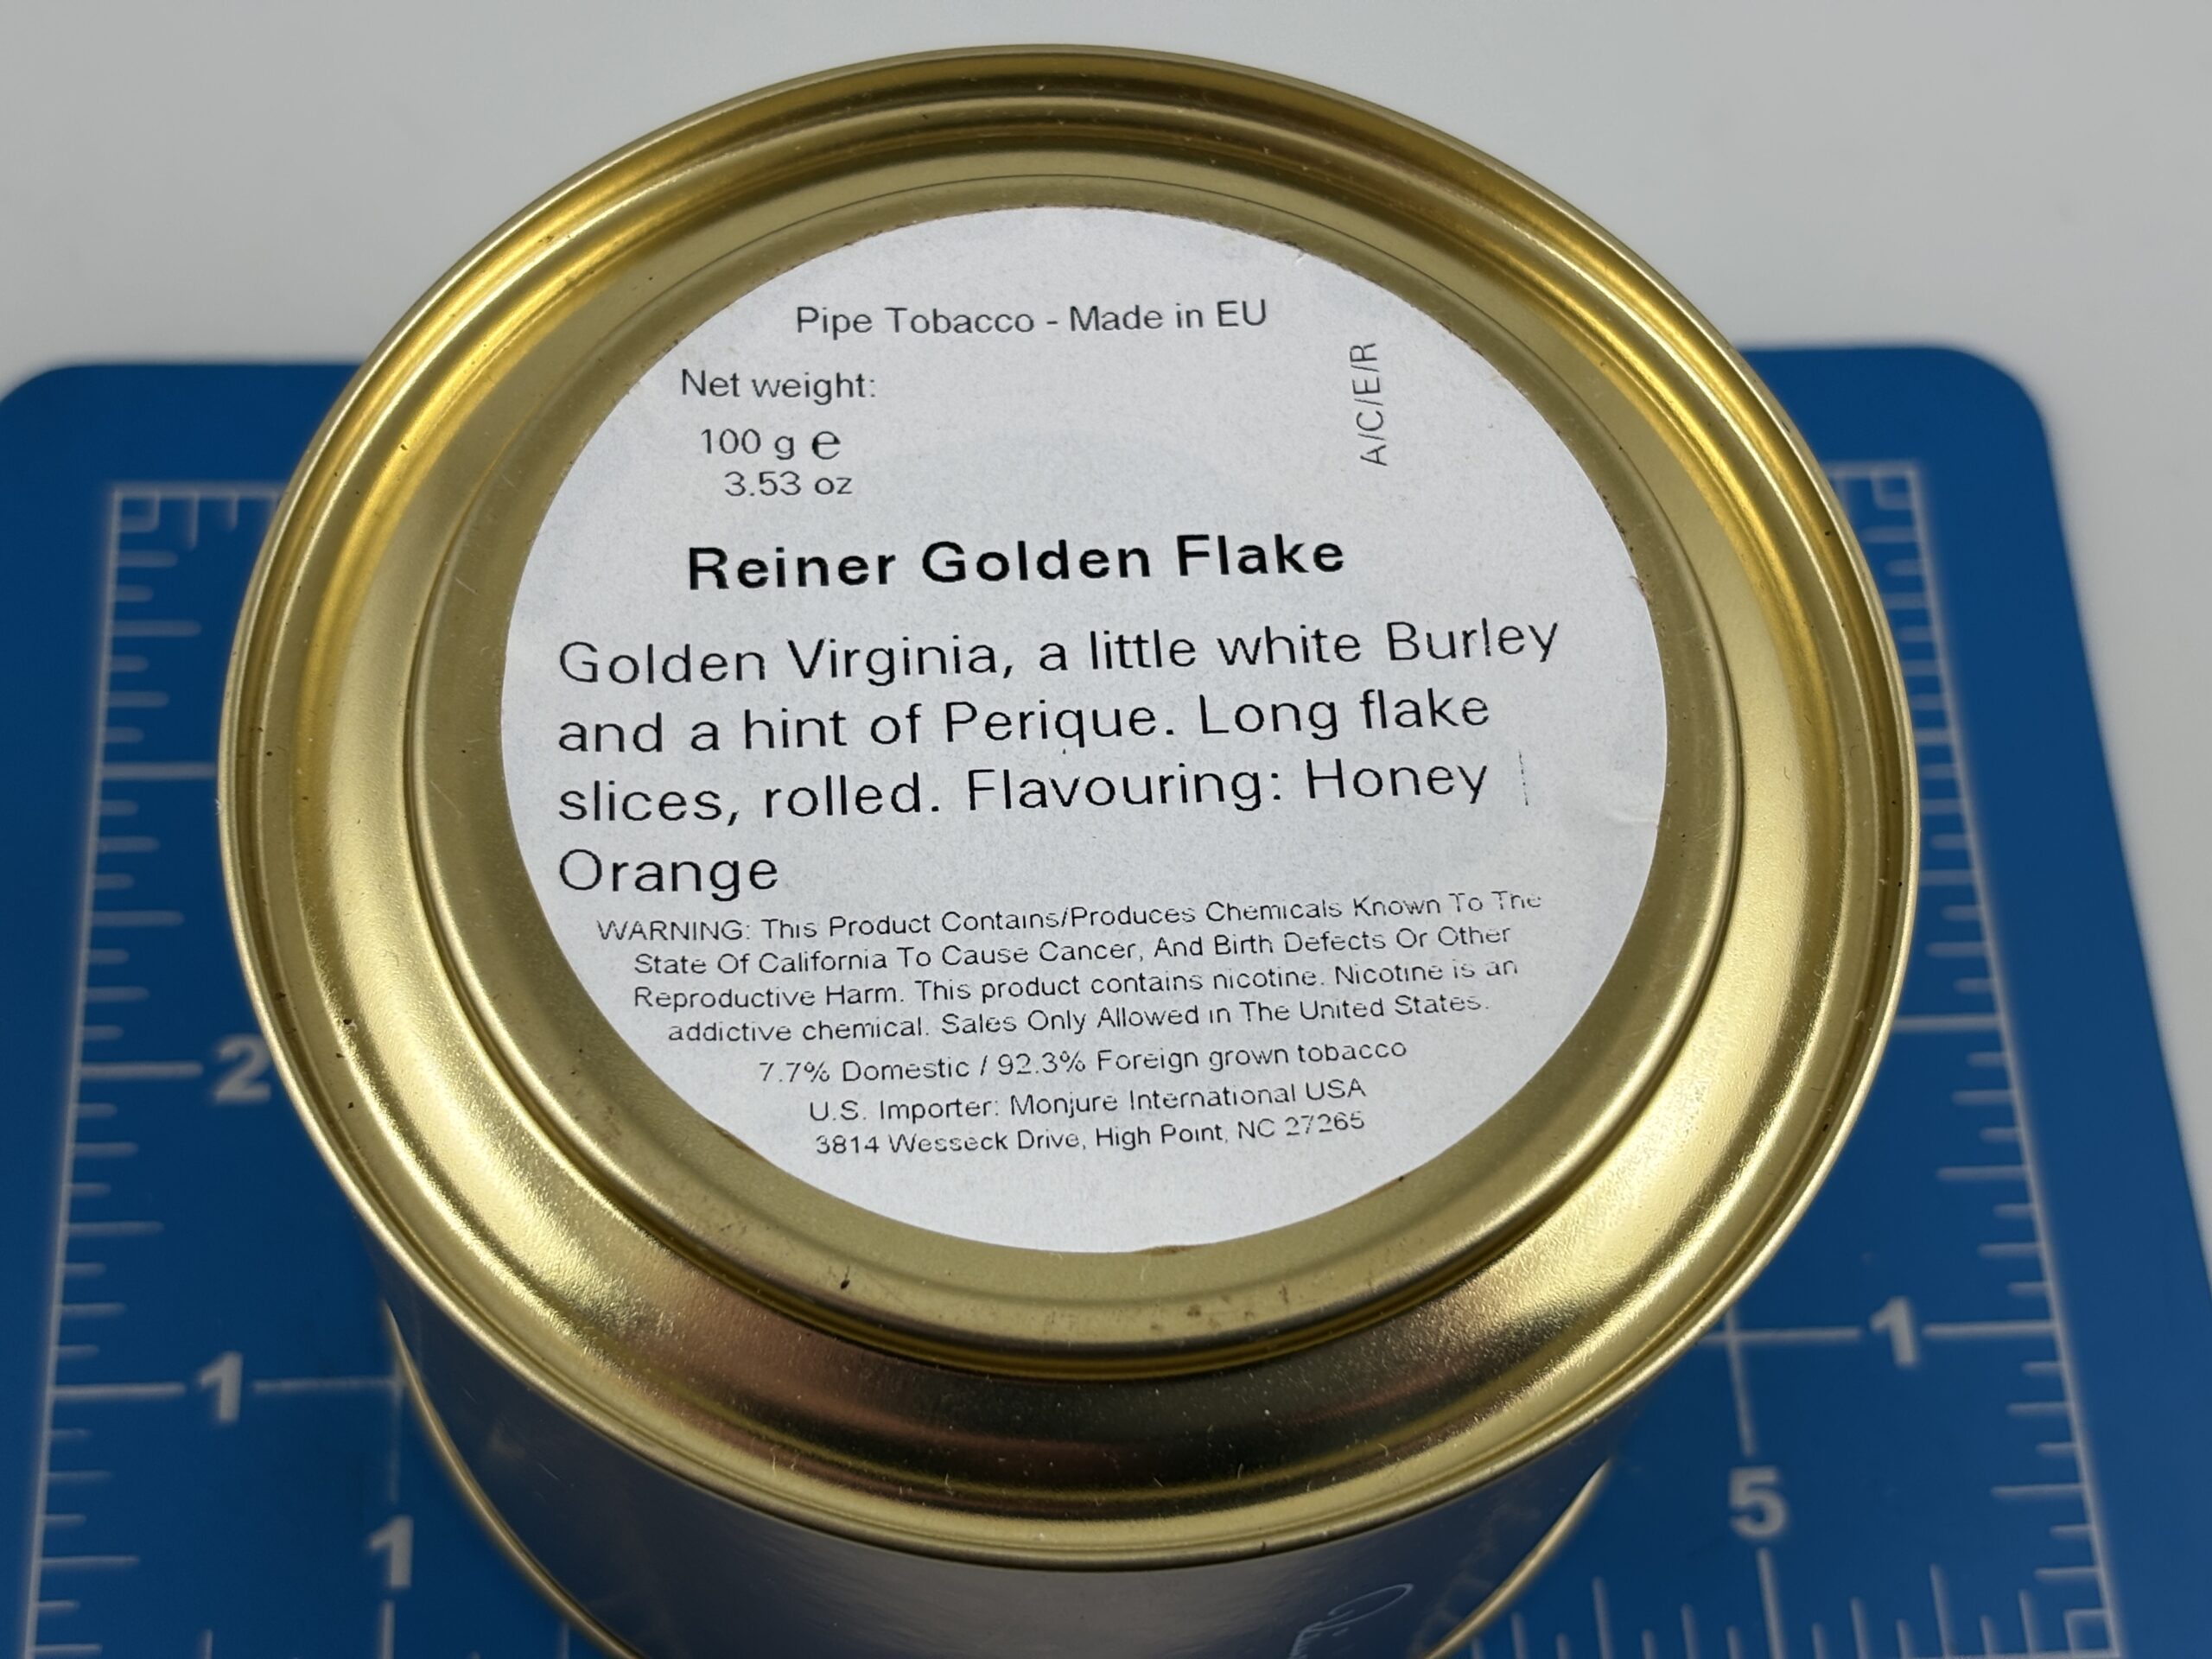 Pipe Tobacco - Made in EU
Net weight:
100 g ℮
3.53 oz
A/C/E/R
Reiner Golden Flake
Golden Virginia, a little white Burley
and a hint of Perique. Long flake
slices, rolled. Flavouring: Honey
Orange
WARNING: This Product Contains/Produces Chemicals Known To The
State Of California To Cause Cancer, And Birth Defects Or Other
Reproductive Harm. This product contains nicotine. Nicotine is an
addictive chemical. Sales Only Allowed in The United States.
7.7% Domestic / 92.3% Foreign grown tobacco
U.S. Importer: Monjure International USA
3814 Wesseck Drive, High Point, NC 27265
2
1
1
1
5